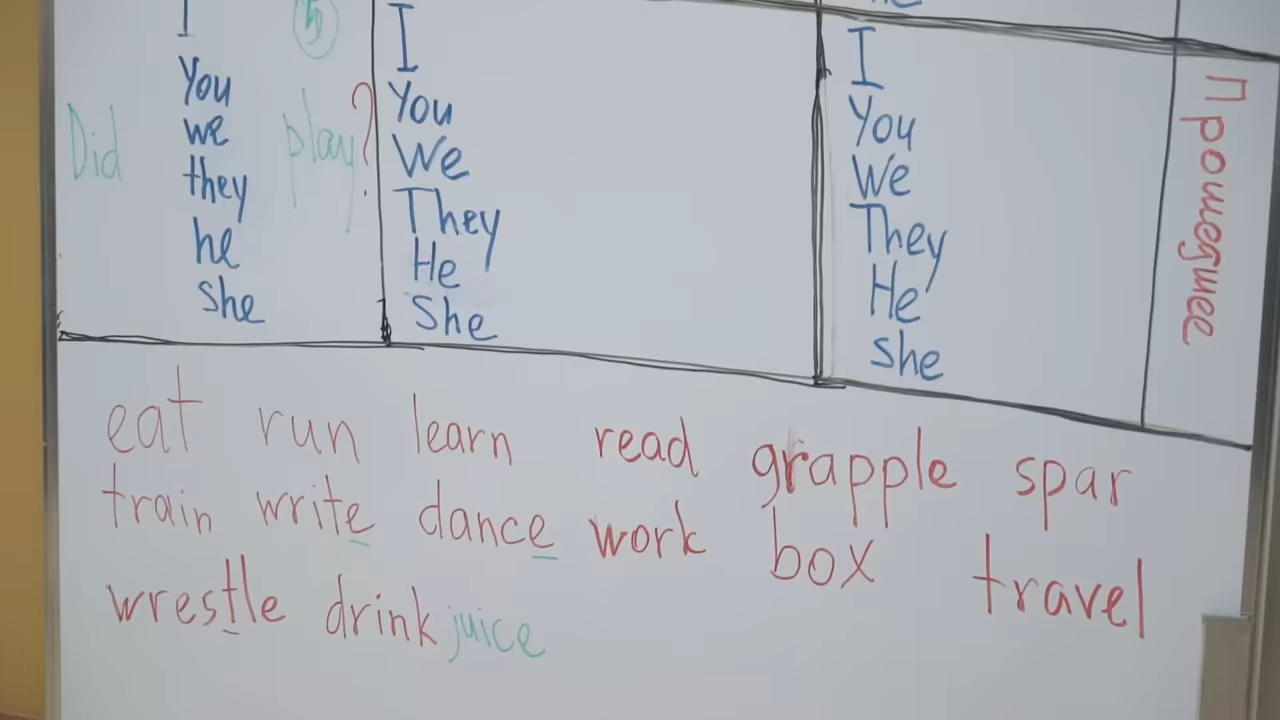 I
You
we
they
he
she
Did
play?
5
I
You
We
They
He
She
I
You
We
They
He
she
Прошедшее
eat run learn read grapple spar
train write dance work box travel
wrestle drink juice